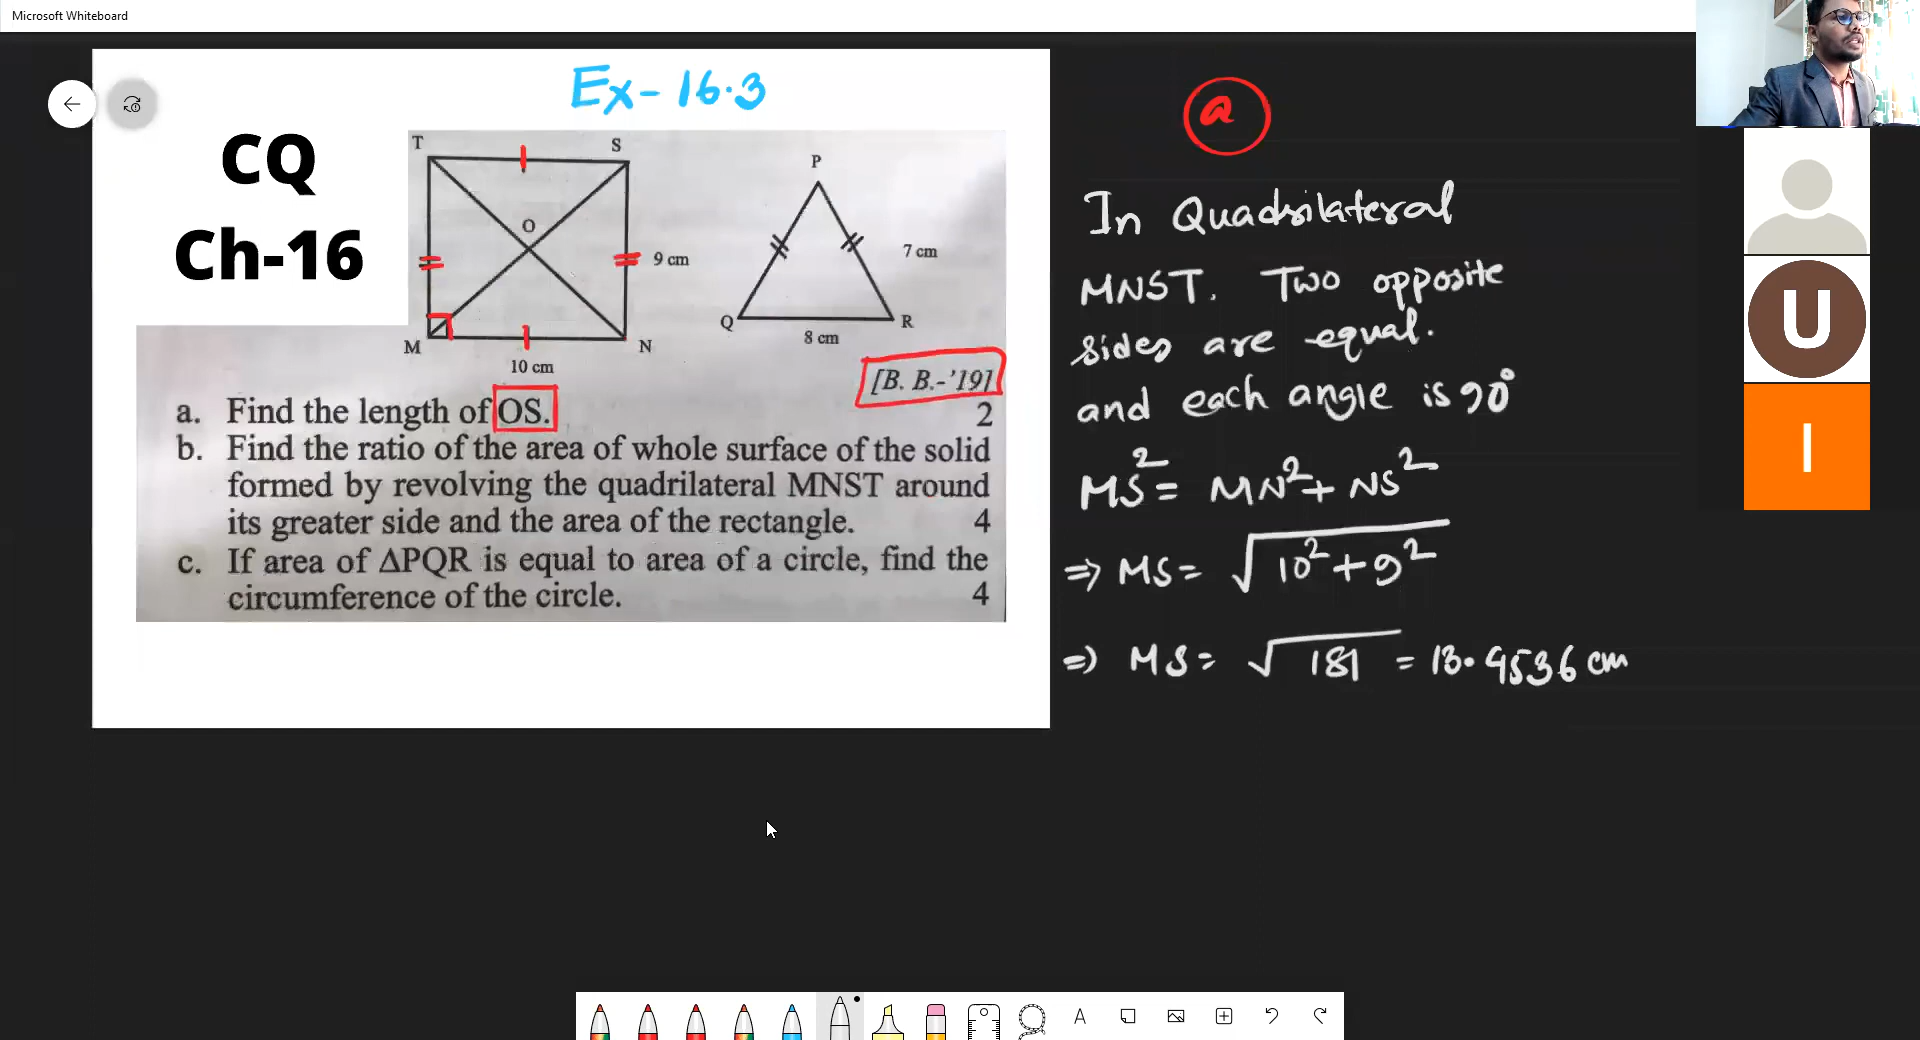 Microsoft Whiteboard
Ex- 16.3
CQ
Ch-16
T
S
O
9 cm
M
N
10 cm
P
7 cm
Q
R
8 cm
[B. B.-'19]
a. Find the length of OS. 2
b. Find the ratio of the area of whole surface of the solid
formed by revolving the quadrilateral MNST around
its greater side and the area of the rectangle. 4
c. If area of ΔPQR is equal to area of a circle, find the
circumference of the circle. 4
a
In Quadrilateral
MNST. Two opposite
sides are equal.
and each angle is 90°
MS² = MN² + NS²
⇒ MS = √10² + 9²
⇒ MS = √181 = 13.4536 cm
U
I
A